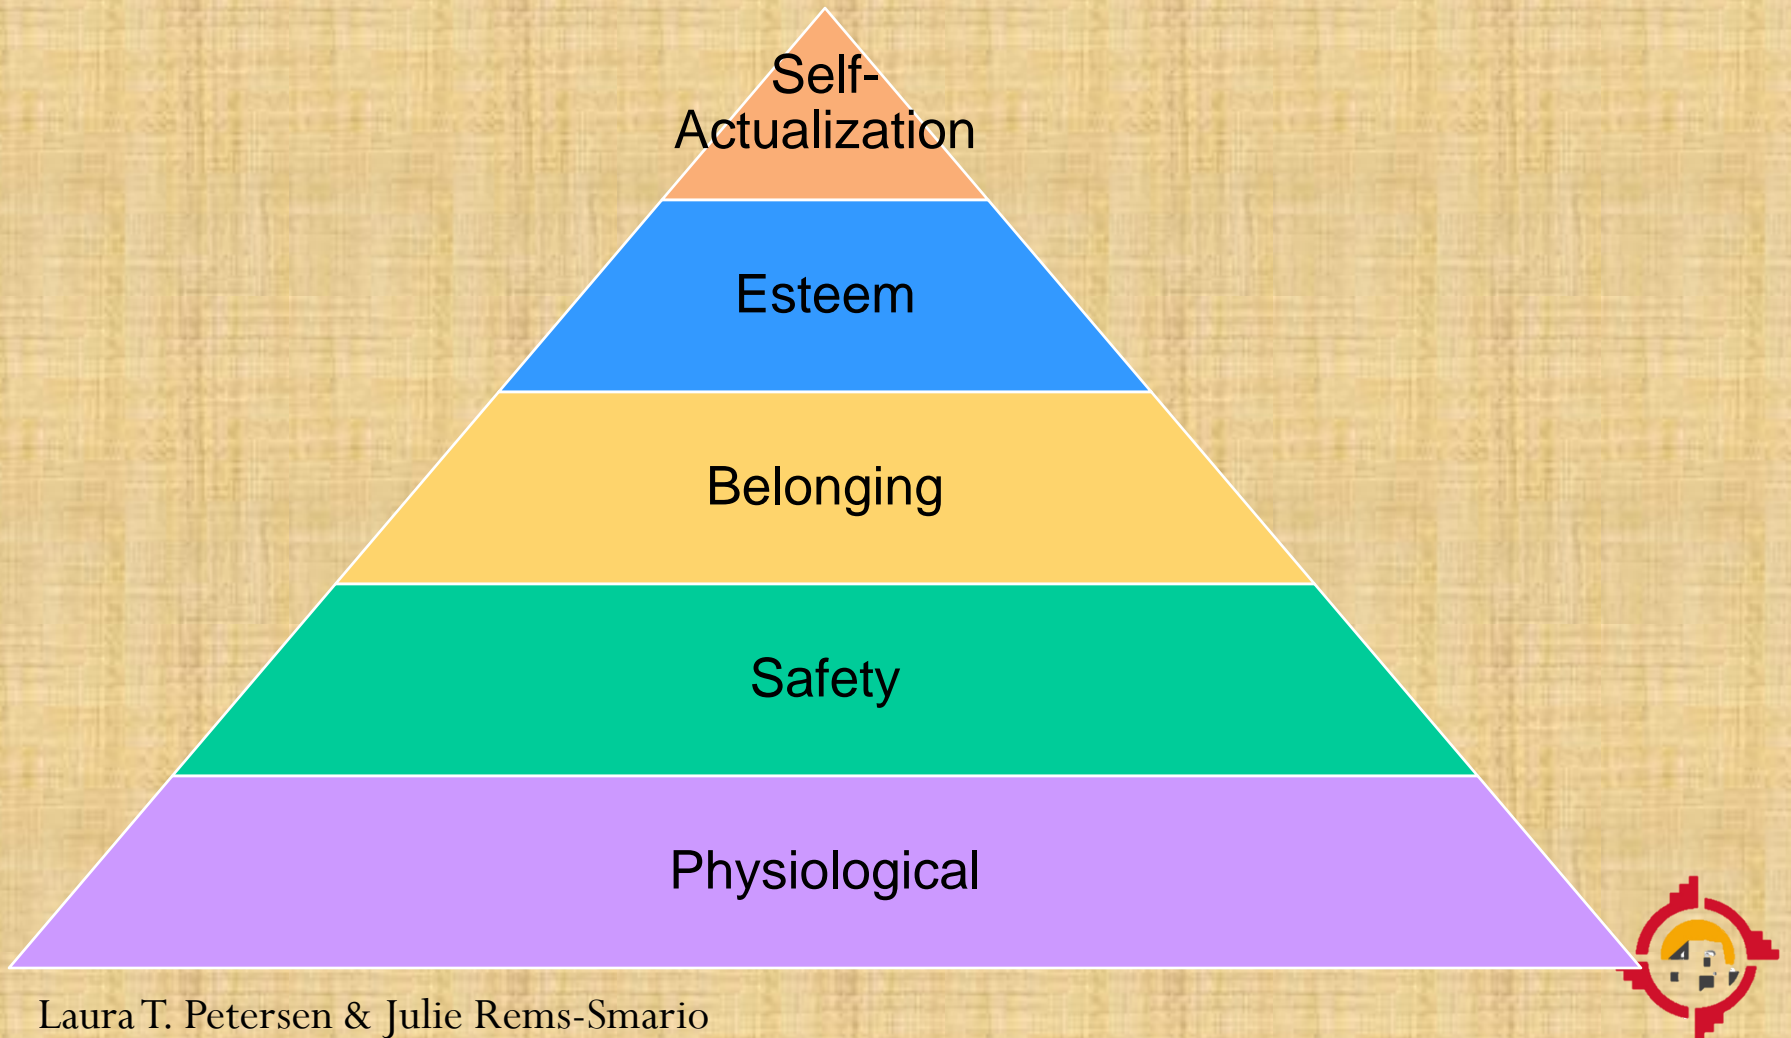 Self-
Actualization
Esteem
Belonging
Safety
Physiological
Laura T. Petersen & Julie Rems-Smario